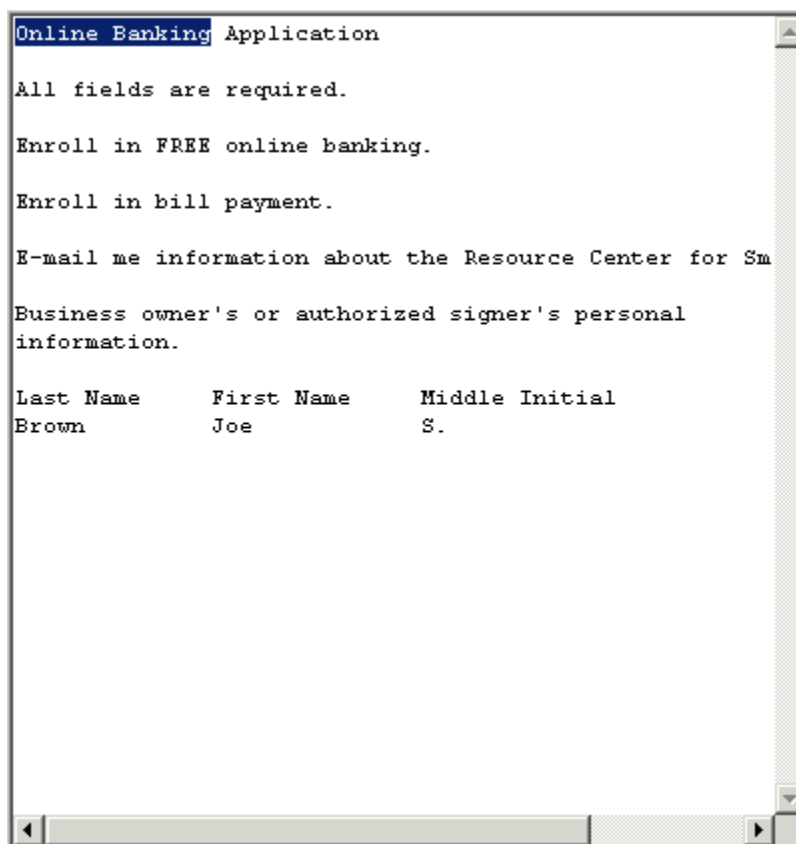 Online Banking Application
All fields are required.
Enroll in FREE online banking.
Enroll in bill payment.
E-mail me information about the Resource Center for Sm
Business owner's or authorized signer's personal
information.
Last Name First Name Middle Initial
Brown Joe S.